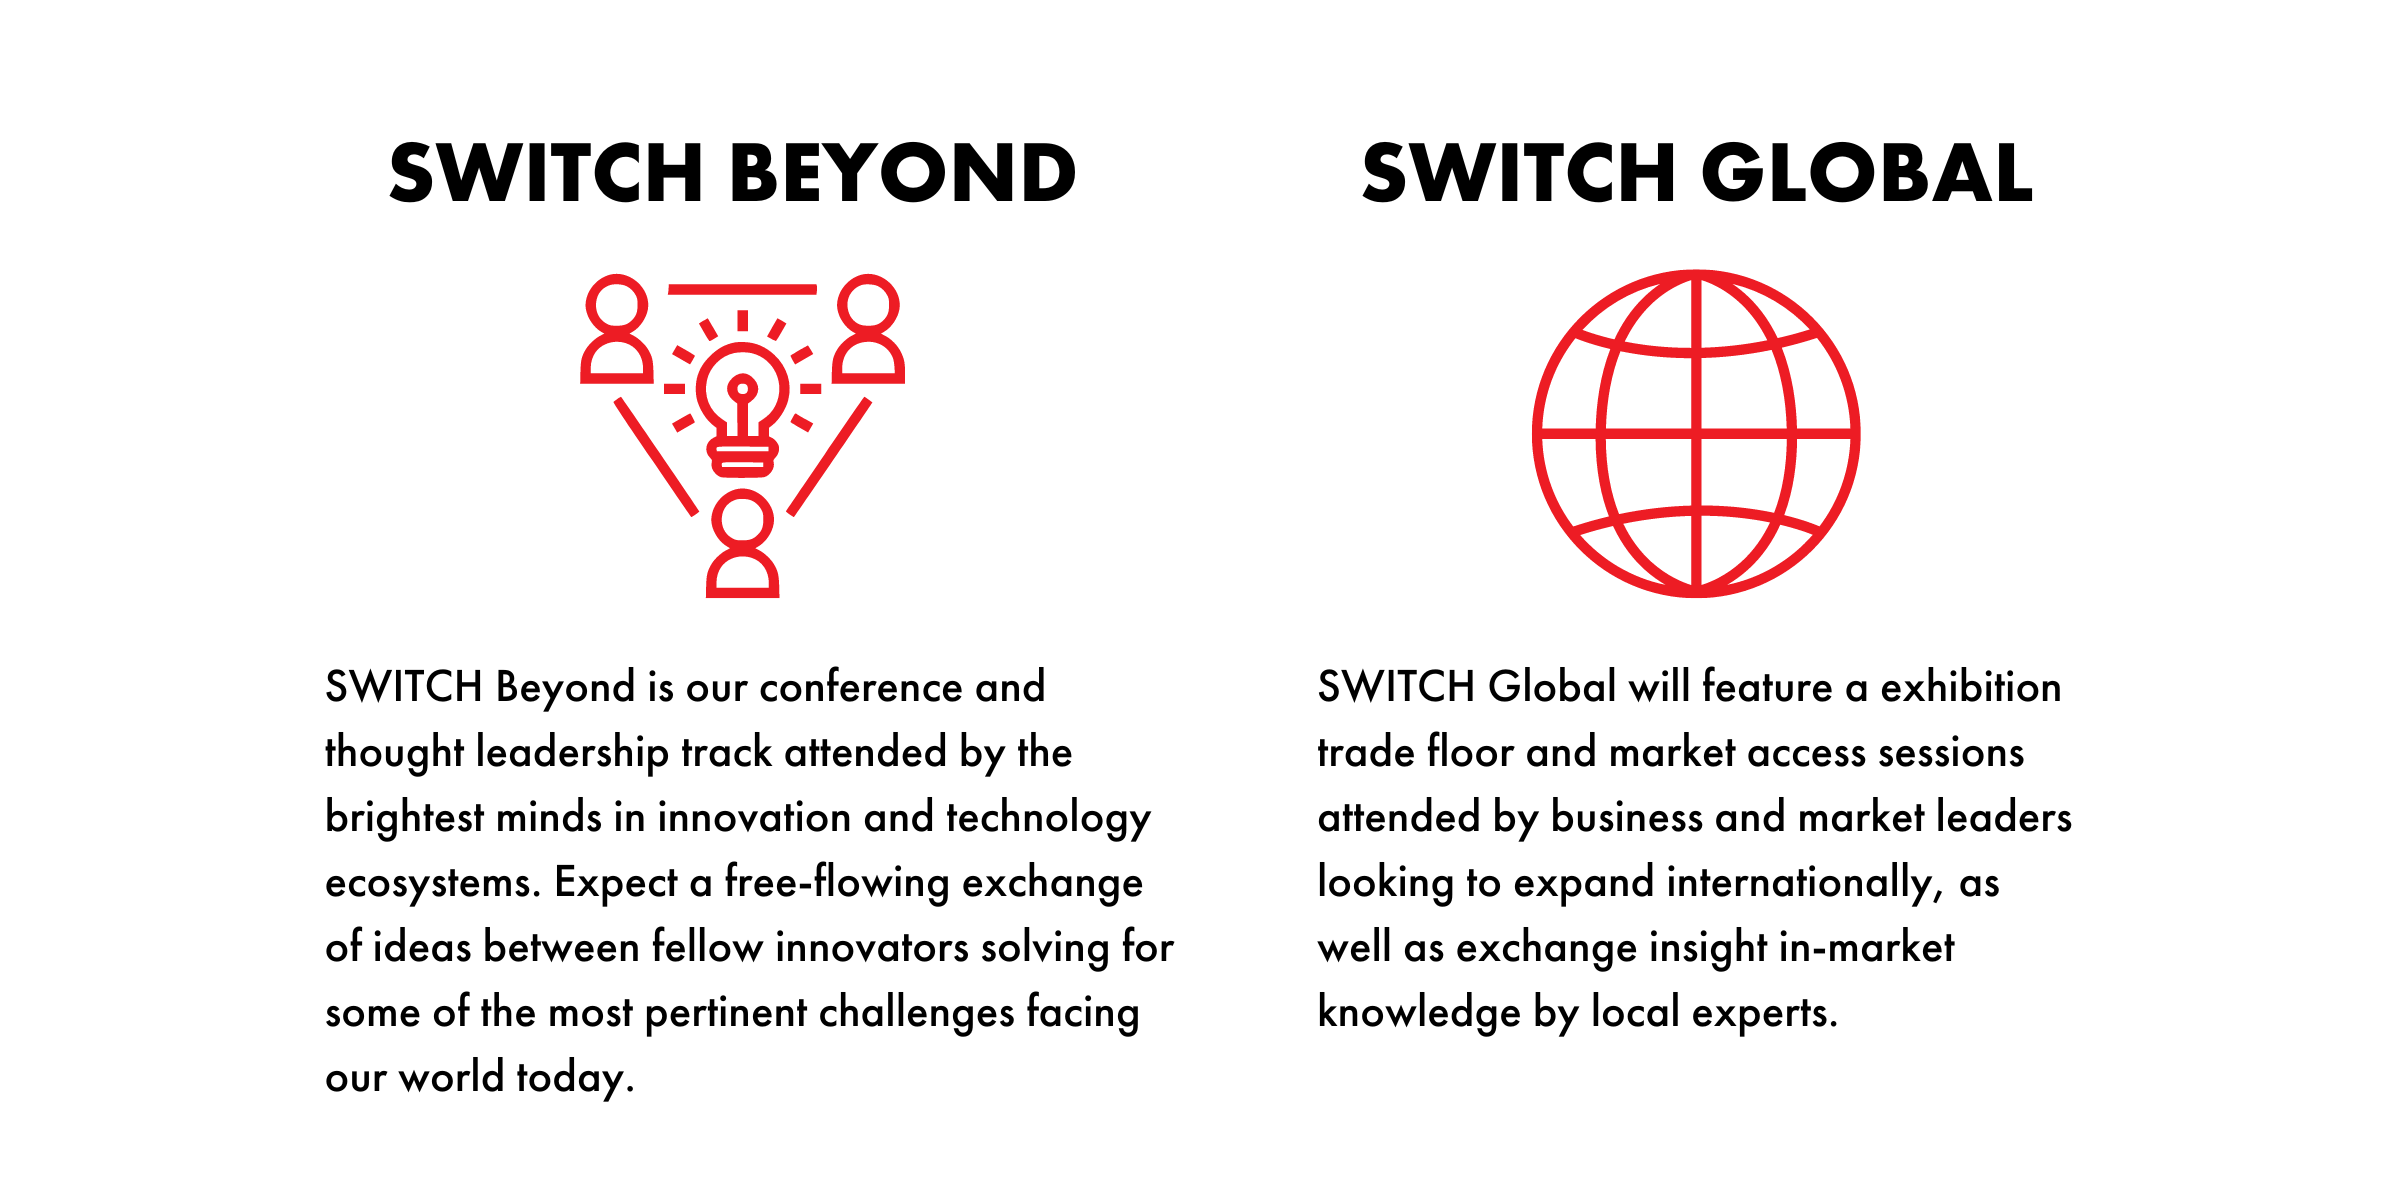 SWITCH BEYOND
SWITCH Beyond is our conference and
thought leadership track attended by the
brightest minds in innovation and technology
ecosystems. Expect a free-flowing exchange
of ideas between fellow innovators solving for
some of the most pertinent challenges facing
our world today.
SWITCH GLOBAL
SWITCH Global will feature a exhibition
trade floor and market access sessions
attended by business and market leaders
looking to expand internationally, as
well as exchange insight in-market
knowledge by local experts.